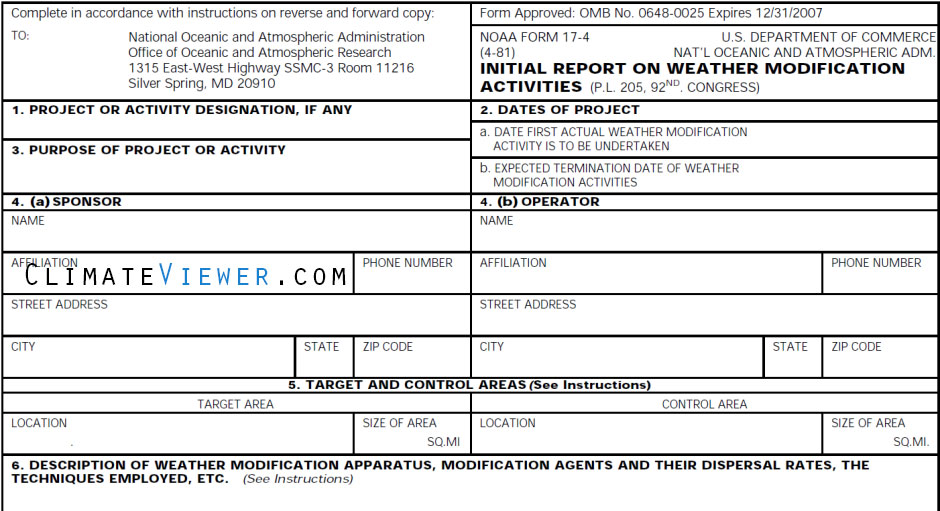 Complete in accordance with instructions on reverse and forward copy:
TO: National Oceanic and Atmospheric Administration
Office of Oceanic and Atmospheric Research
1315 East-West Highway SSMC-3 Room 11216
Silver Spring, MD 20910
Form Approved: OMB No. 0648-0025 Expires 12/31/2007
NOAA FORM 17-4 U.S. DEPARTMENT OF COMMERCE
(4-81) NAT'L OCEANIC AND ATMOSPHERIC ADM.
INITIAL REPORT ON WEATHER MODIFICATION
ACTIVITIES (P.L. 205, 92ND. CONGRESS)
1. PROJECT OR ACTIVITY DESIGNATION, IF ANY
2. DATES OF PROJECT
a. DATE FIRST ACTUAL WEATHER MODIFICATION
ACTIVITY IS TO BE UNDERTAKEN
3. PURPOSE OF PROJECT OR ACTIVITY
b. EXPECTED TERMINATION DATE OF WEATHER
MODIFICATION ACTIVITIES
4. (a) SPONSOR
4. (b) OPERATOR
NAME
NAME
AFFILIATION
PHONE NUMBER
AFFILIATION
PHONE NUMBER
CLIMATEVIEWER.COM
STREET ADDRESS
STREET ADDRESS
CITY
STATE
ZIP CODE
CITY
STATE
ZIP CODE
5. TARGET AND CONTROL AREAS (See Instructions)
TARGET AREA
CONTROL AREA
LOCATION
SIZE OF AREA
LOCATION
SIZE OF AREA
. SQ.MI
SQ.MI.
6. DESCRIPTION OF WEATHER MODIFICATION APPARATUS, MODIFICATION AGENTS AND THEIR DISPERSAL RATES, THE
TECHNIQUES EMPLOYED, ETC. (See Instructions)